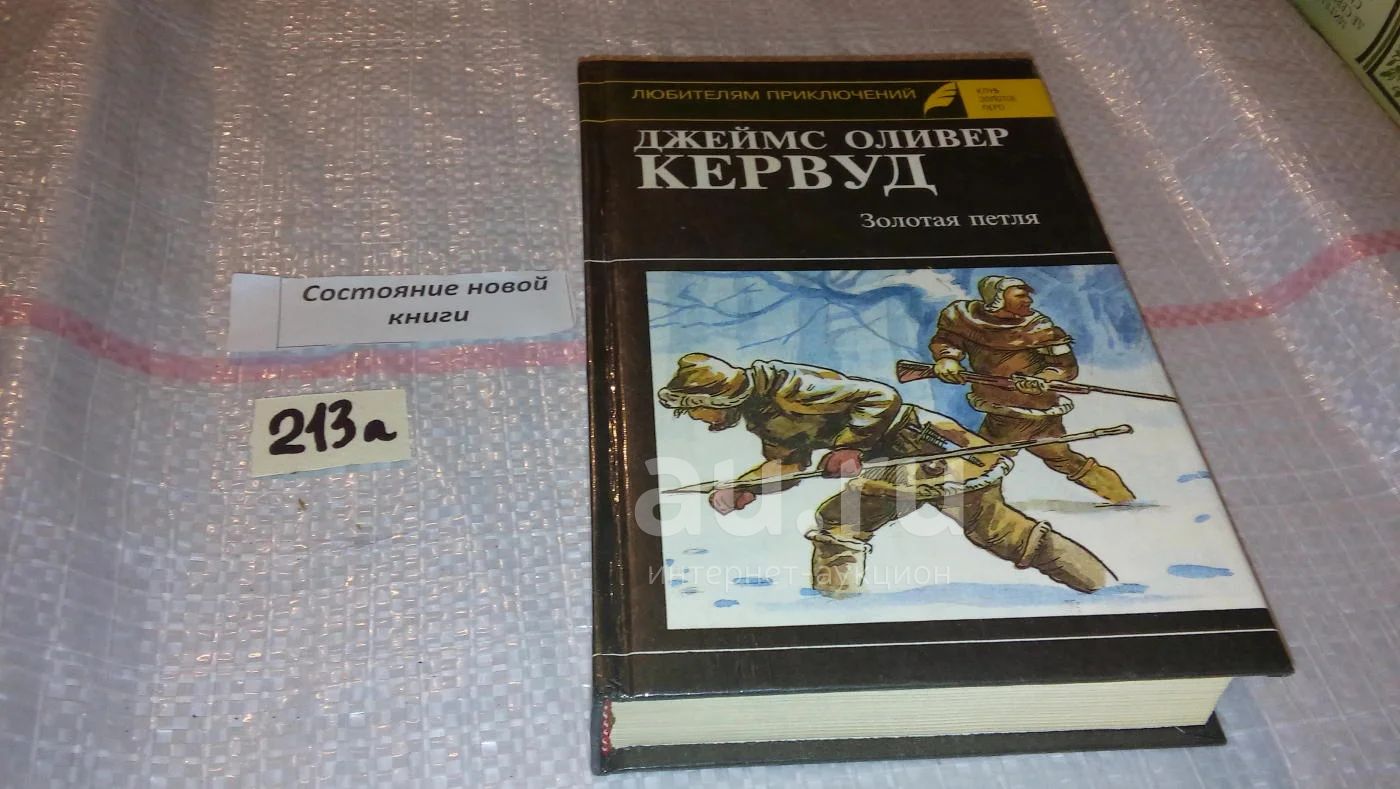 ЛЮБИТЕЛЯМ ПРИКЛЮЧЕНИЙ
КЛУБ
ЗОЛОТОЕ
ПЕРО
ДЖЕЙМС ОЛИВЕР
КЕРВУД
Золотая петля
Состояние новой
книги
213а
au.ru
интернет-аукцион